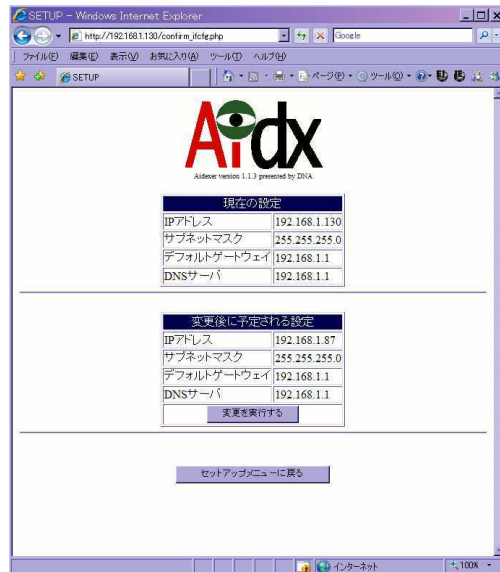 SETUP - Windows Internet Explorer
http://192.168.1.130/confirm_ifcfg.php
Google
ファイル(F) 編集(E) 表示(V) お気に入り(A) ツール(T) ヘルプ(H)
SETUP
ページ(P) ツール(O)
Aidx
Aidexer version 1.1.3 presented by DNA
現在の設定
IPアドレス 192.168.1.130
サブネットマスク 255.255.255.0
デフォルトゲートウェイ 192.168.1.1
DNSサーバ 192.168.1.1
変更後に予定される設定
IPアドレス 192.168.1.87
サブネットマスク 255.255.255.0
デフォルトゲートウェイ 192.168.1.1
DNSサーバ 192.168.1.1
変更を実行する
セットアップメニューに戻る
インターネット 100%